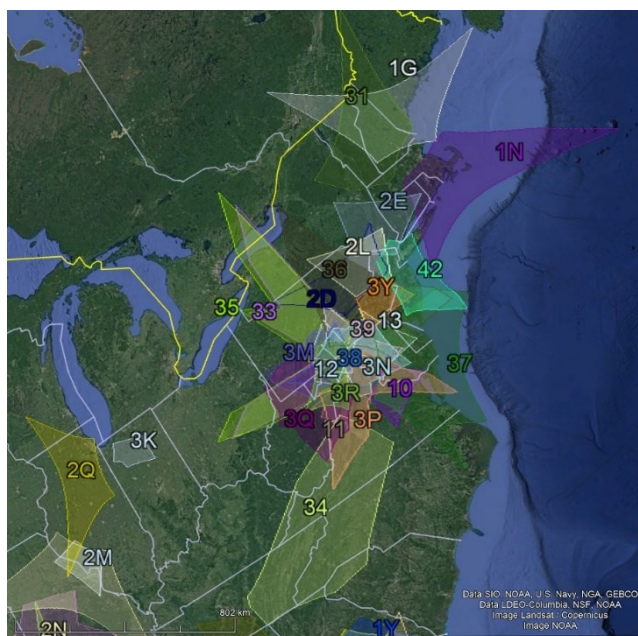 1G
31
1N
2E
2L
42
36
3Y
2D
35
33
13
39
3M
38
12
3N
37
3R
10
3Q
11
3P
3K
2Q
34
2M
802 km
2N
1Y
Data SIO, NOAA, U.S. Navy, NGA, GEBCO
Data LDEO-Columbia, NSF, NOAA
Image Landsat / Copernicus
Image NOAA